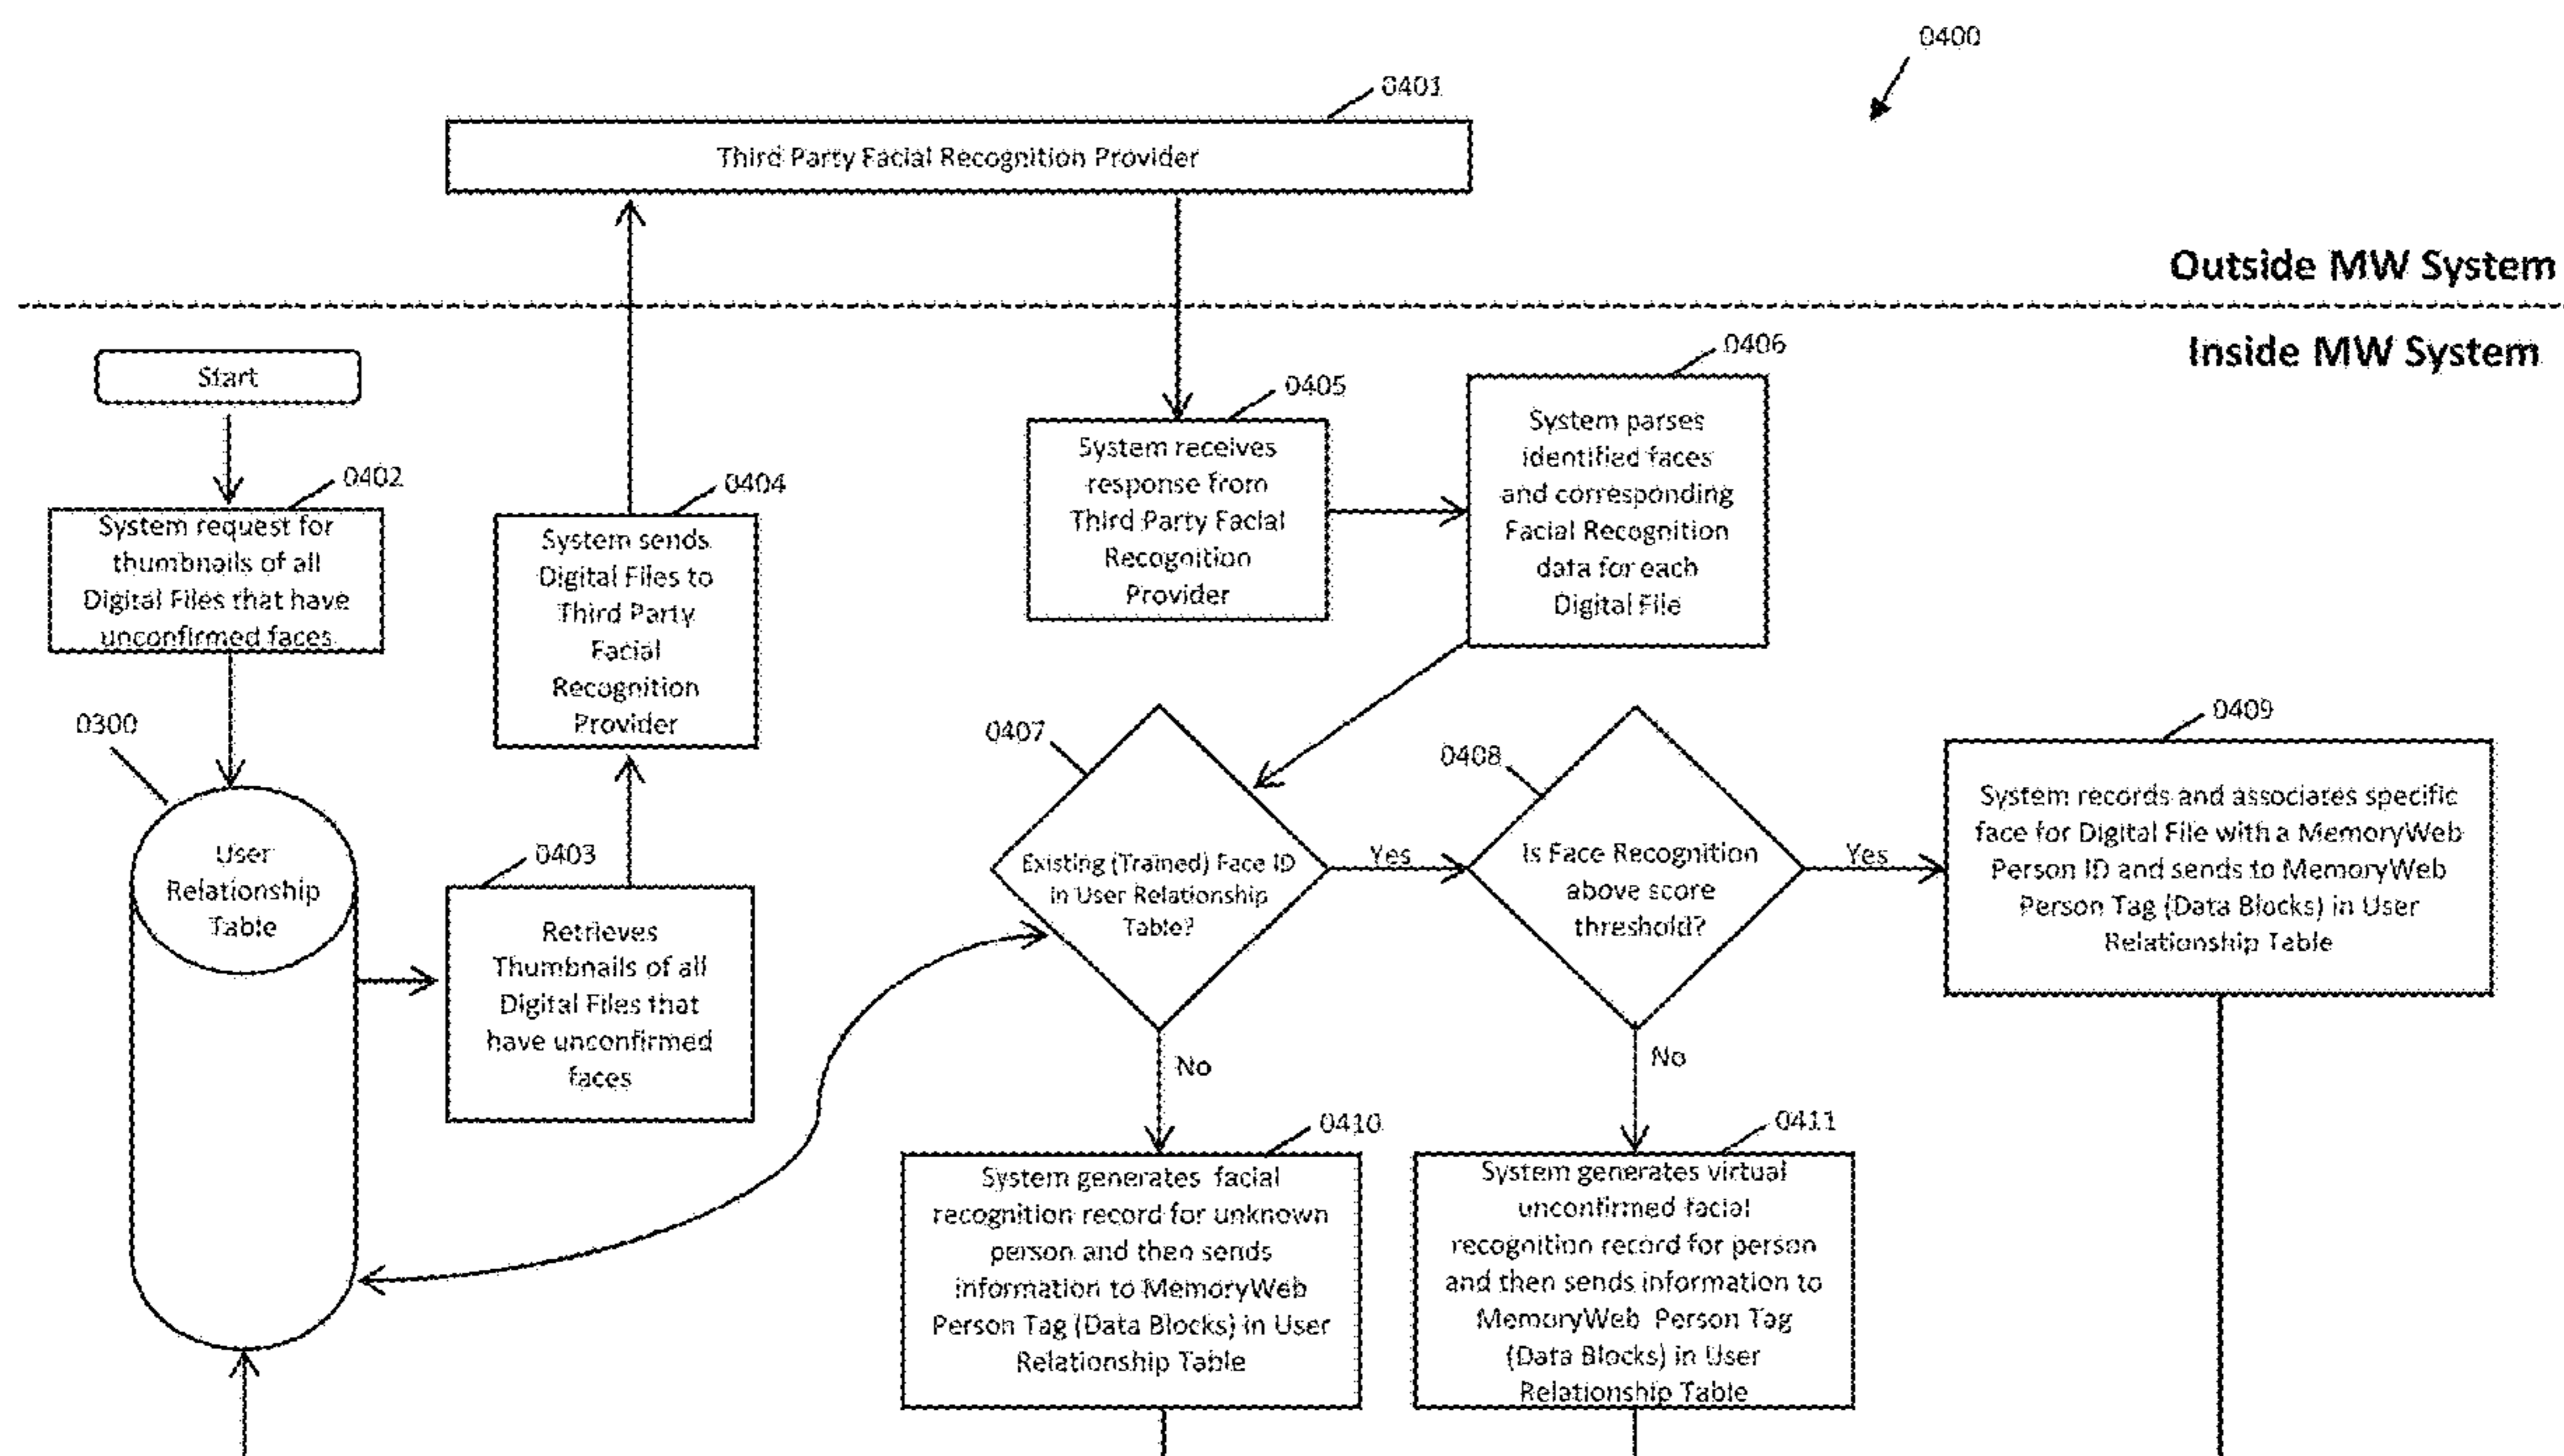 0400
0401
Third Party Facial Recognition Provider
Outside MW System
Inside MW System
Start
0402
System request for
thumbnails of all
Digital Files that have
unconfirmed faces
0300
User
Relationship
Table
0403
Retrieves
Thumbnails of all
Digital Files that
have unconfirmed
faces
0404
System sends
Digital Files to
Third Party
Facial
Recognition
Provider
0405
System receives
response from
Third Party Facial
Recognition
Provider
0406
System parses
identified faces
and corresponding
Facial Recognition
data for each
Digital File
0407
Existing (Trained) Face ID
in User Relationship
Table?
Yes
No
0408
Is Face Recognition
above score
threshold?
Yes
No
0409
System records and associates specific
face for Digital File with a MemoryWeb
Person ID and sends to MemoryWeb
Person Tag (Data Blocks) in User
Relationship Table
0410
System generates facial
recognition record for unknown
person and then sends
information to MemoryWeb
Person Tag (Data Blocks) in User
Relationship Table
0411
System generates virtual
unconfirmed facial
recognition record for person
and then sends information to
MemoryWeb Person Tag
(Data Blocks) in User
Relationship Table